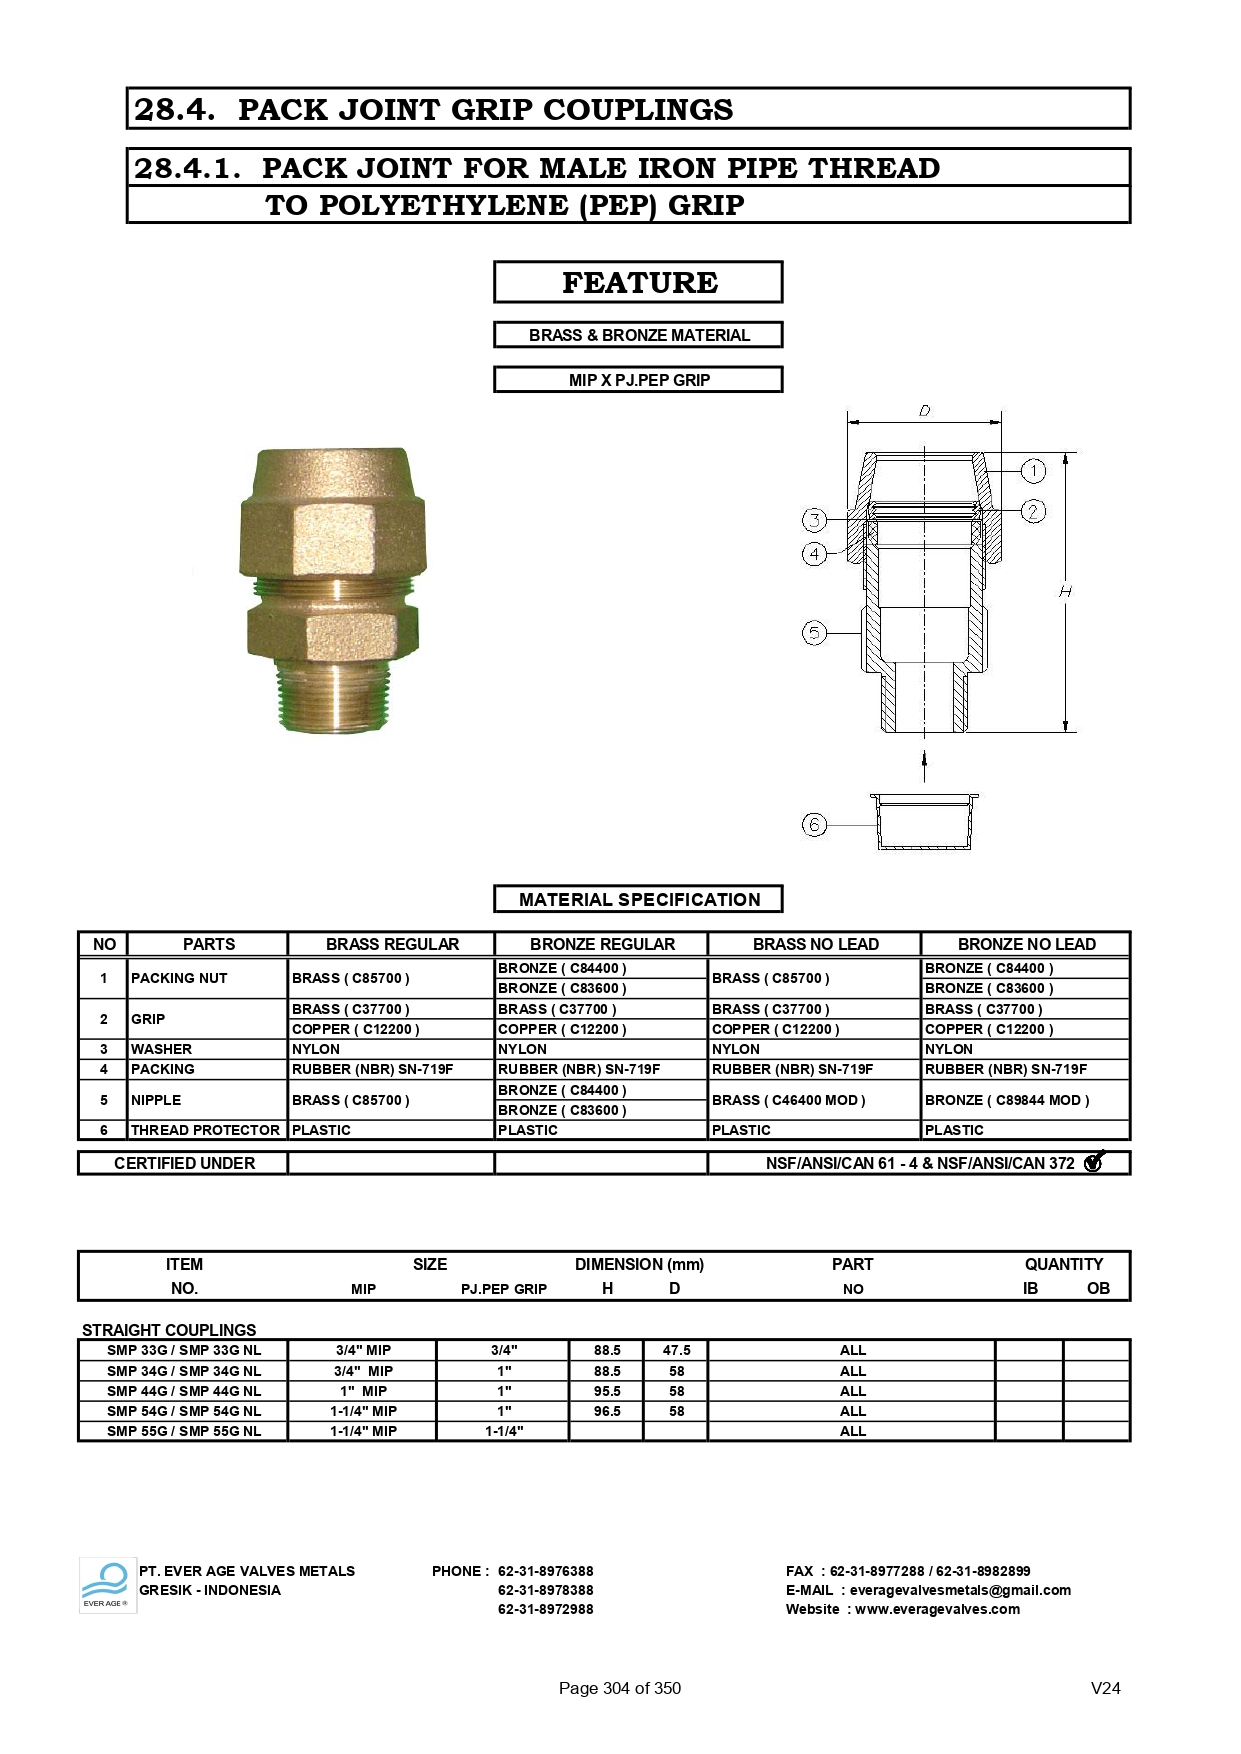 28.4. PACK JOINT GRIP COUPLINGS
28.4.1. PACK JOINT FOR MALE IRON PIPE THREAD
TO POLYETHYLENE (PEP) GRIP
FEATURE
BRASS & BRONZE MATERIAL
MIP X PJ.PEP GRIP
D
1
2
3
4
H
5
6
MATERIAL SPECIFICATION
NO PARTS BRASS REGULAR BRONZE REGULAR BRASS NO LEAD BRONZE NO LEAD
BRONZE ( C84400 ) BRONZE ( C84400 )
1 PACKING NUT BRASS ( C85700 ) BRASS ( C85700 )
BRONZE ( C83600 ) BRONZE ( C83600 )
BRASS ( C37700 ) BRASS ( C37700 ) BRASS ( C37700 ) BRASS ( C37700 )
2 GRIP
COPPER ( C12200 ) COPPER ( C12200 ) COPPER ( C12200 ) COPPER ( C12200 )
3 WASHER NYLON NYLON NYLON NYLON
4 PACKING RUBBER (NBR) SN-719F RUBBER (NBR) SN-719F RUBBER (NBR) SN-719F RUBBER (NBR) SN-719F
BRONZE ( C84400 )
5 NIPPLE BRASS ( C85700 ) BRASS ( C46400 MOD ) BRONZE ( C89844 MOD )
BRONZE ( C83600 )
6 THREAD PROTECTOR PLASTIC PLASTIC PLASTIC PLASTIC
CERTIFIED UNDER NSF/ANSI/CAN 61 - 4 & NSF/ANSI/CAN 372
ITEM SIZE DIMENSION (mm) PART QUANTITY
NO. MIP PJ.PEP GRIP H D NO IB OB
STRAIGHT COUPLINGS
SMP 33G / SMP 33G NL 3/4" MIP 3/4" 88.5 47.5 ALL
SMP 34G / SMP 34G NL 3/4" MIP 1" 88.5 58 ALL
SMP 44G / SMP 44G NL 1" MIP 1" 95.5 58 ALL
SMP 54G / SMP 54G NL 1-1/4" MIP 1" 96.5 58 ALL
SMP 55G / SMP 55G NL 1-1/4" MIP 1-1/4" ALL
EVER AGE ®
PT. EVER AGE VALVES METALS PHONE : 62-31-8976388 FAX : 62-31-8977288 / 62-31-8982899
GRESIK - INDONESIA 62-31-8978388 E-MAIL : everagevalvesmetals@gmail.com
62-31-8972988 Website : www.everagevalves.com
Page 304 of 350 V24